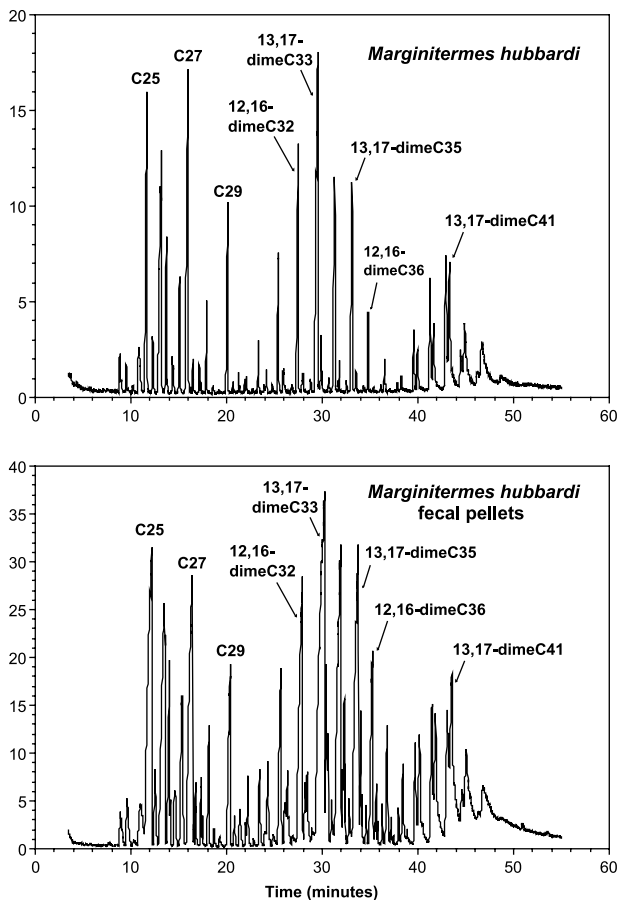 20
15
10
5
0
0
10
20
30
40
50
60
Marginitermes hubbardi
C25
C27
C29
12,16-
dimeC32
13,17-
dimeC33
13,17-dimeC35
12,16-
dimeC36
13,17-dimeC41
40
35
30
25
20
15
10
5
0
0
10
20
30
40
50
60
Marginitermes hubbardi
fecal pellets
C25
C27
C29
12,16-
dimeC32
13,17-
dimeC33
13,17-dimeC35
12,16-dimeC36
13,17-dimeC41
Time (minutes)